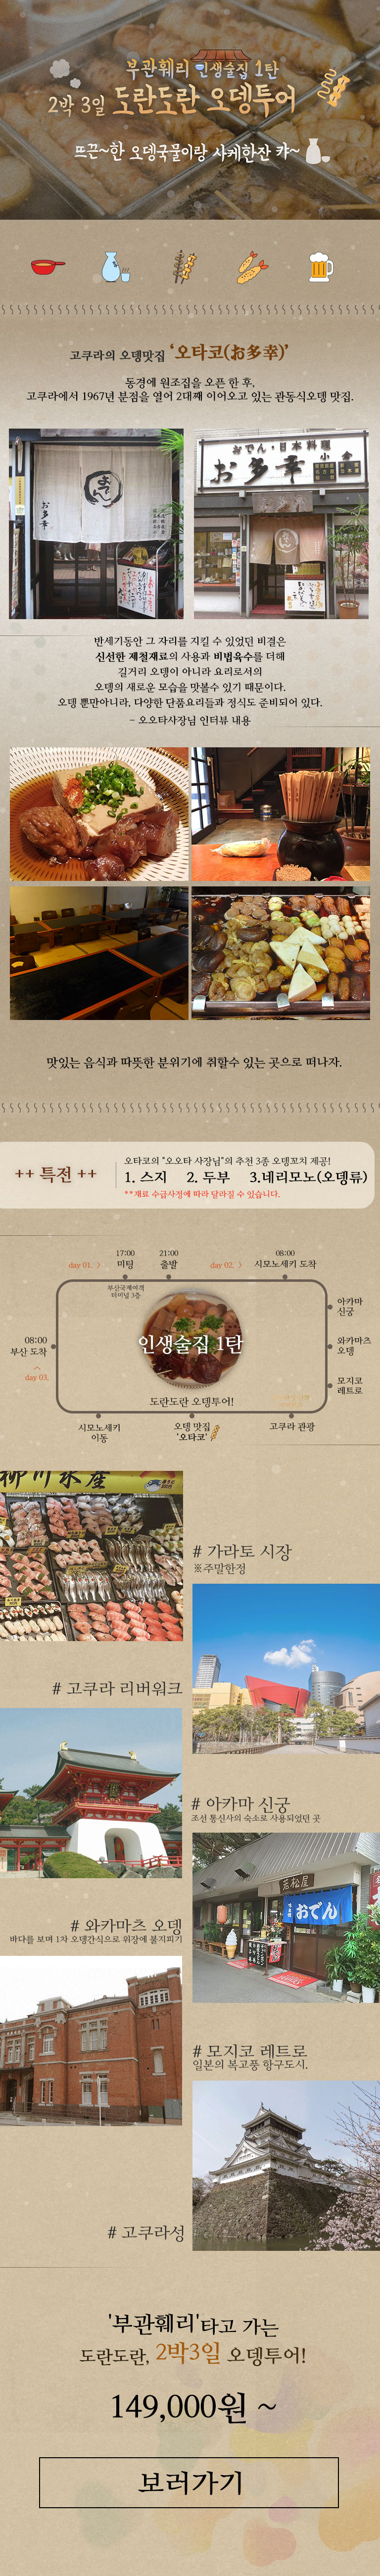 부관훼리 인생술집 1탄
2박 3일 도란도란 오뎅투어
뜨끈~한 오뎅국물이랑 사케한잔 캬~
고쿠라의 오뎅맛집 '오타코(お多幸)'
동경에 원조집을 오픈 한 후,
고쿠라에서 1967년 분점을 열어 2대째 이어오고 있는 관동식오뎅 맛집.
おでん
お多幸
おでん・日本料理
お多幸 小倉
반세기동안 그 자리를 지킬 수 있었던 비결은
신선한 제철재료의 사용과 비법육수를 더해
길거리 오뎅이 아니라 요리로서의
오뎅의 새로운 모습을 맛볼수 있기 때문이다.
오뎅 뿐만아니라, 다양한 단품요리들과 정식도 준비되어 있다.
- 오오타사장님 인터뷰 내용
맛있는 음식과 따뜻한 분위기에 취할수 있는 곳으로 떠나자.
++ 특전 ++
오타코의 "오오타 사장님"의 추천 3종 오뎅꼬치 제공!
1. 스지 2. 두부 3.네리모노(오뎅류)
**재료 수급사정에 따라 달라질 수 있습니다.
day 01. 〉
17:00
미팅
부산국제여객
터미널 3층
21:00
출발
day 02. 〉
08:00
시모노세키 도착
아카마
신궁
와카마츠
오뎅
모지코
레트로
고쿠라 관광
오뎅 맛집
'오타코'
시모노세키
이동
08:00
부산 도착
day 03.
인생술집 1탄
도란도란 오뎅투어!
柳川水産
# 가라토 시장
※주말한정
# 고쿠라 리버워크
# 아카마 신궁
조선 통신사의 숙소로 사용되었던 곳
若松屋
おでん
# 와카마츠 오뎅
바다를 보며 1차 오뎅간식으로 위장에 불지피기
# 모지코 레트로
일본의 복고풍 항구도시.
# 고쿠라성
'부관훼리'타고 가는
도란도란, 2박3일 오뎅투어!
149,000원 ~
보러가기